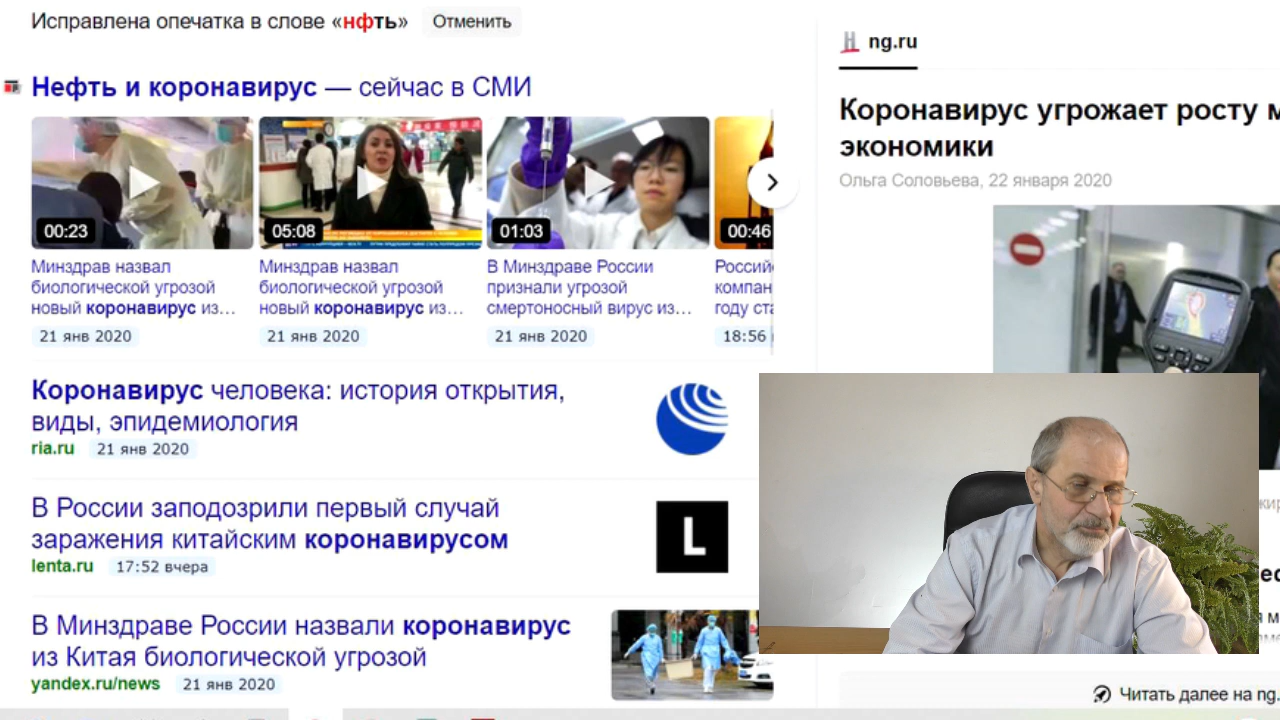 Исправлена опечатка в слове «нфть» Отменить
Нефть и коронавирус — сейчас в СМИ
00:23
05:08
01:03
00:46
Минздрав назвал
биологической угрозой
новый коронавирус из...
21 янв 2020
Минздрав назвал
биологической угрозой
новый коронавирус из...
21 янв 2020
В Минздраве России
признали угрозой
смертоносный вирус из...
21 янв 2020
году
18:56
Коронавирус человека: история открытия,
виды, эпидемиология
ria.ru 21 янв 2020
В России заподозрили первый случай
заражения китайским коронавирусом
lenta.ru 17:52 вчера
L
В Минздраве России назвали коронавирус
из Китая биологической угрозой
yandex.ru/news 21 янв 2020
ng.ru
Коронавирус угрожает росту
экономики
Ольга Соловьева, 22 января 2020
Читать далее на ng.